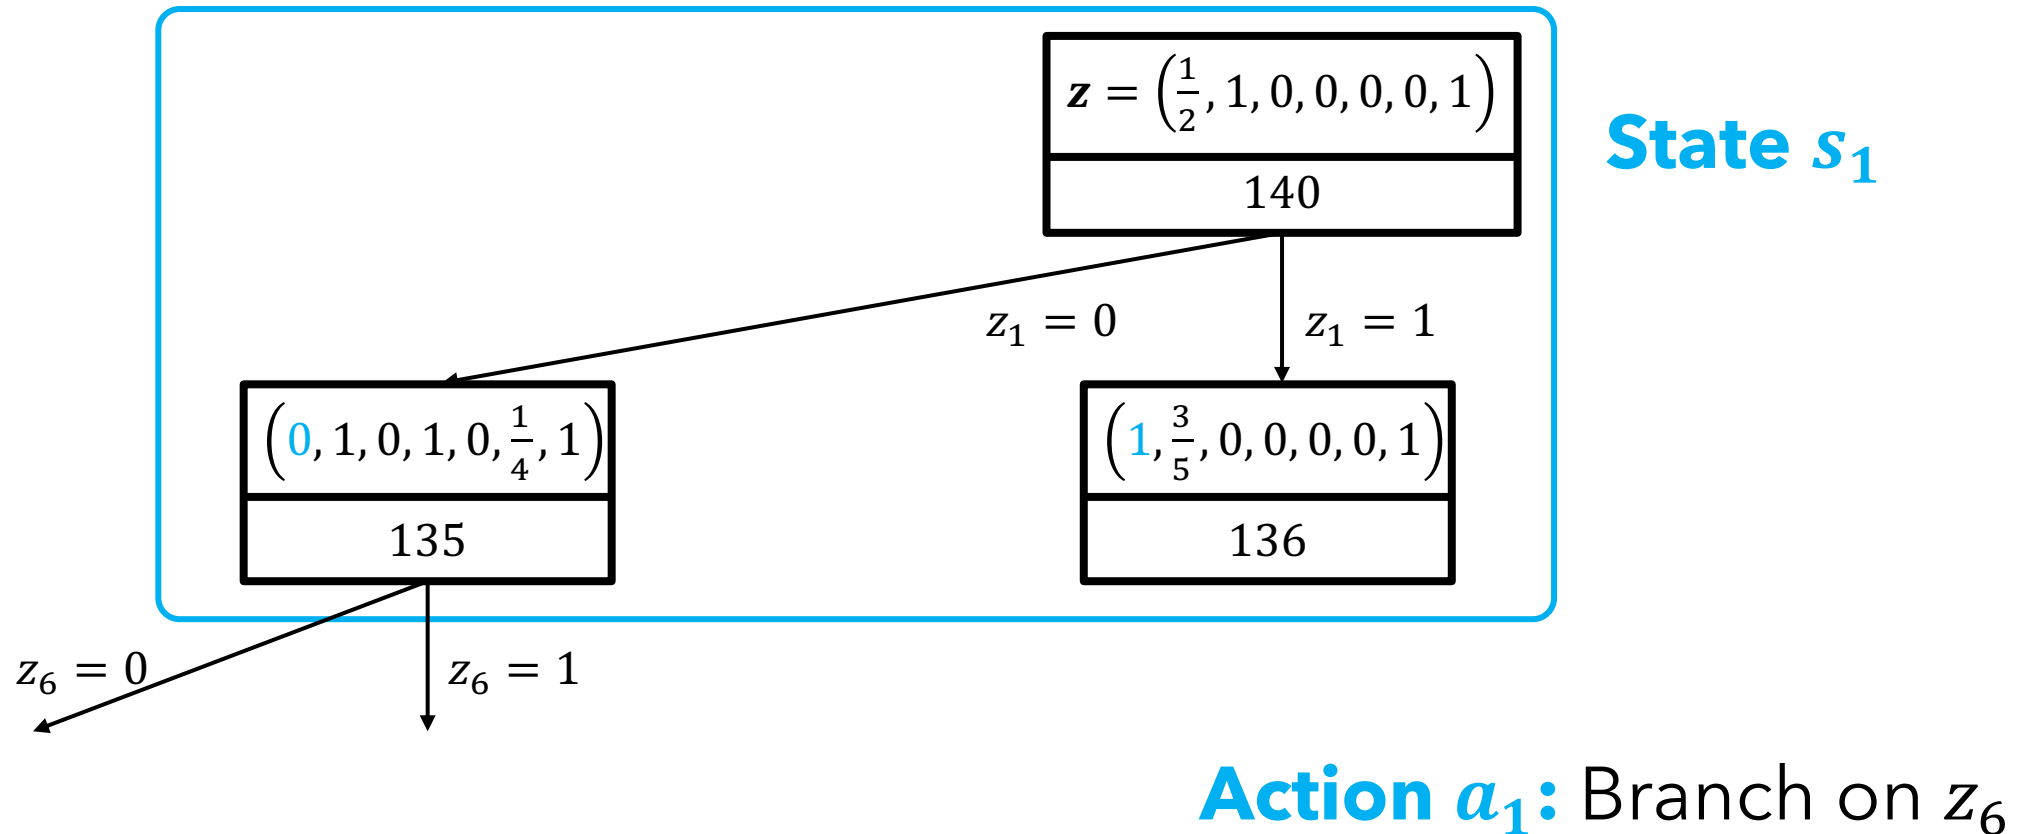 z = (1/2, 1, 0, 0, 0, 0, 1)
State s₁
140
z₁ = 0
z₁ = 1
(0, 1, 0, 1, 0, 1/4, 1)
(1, 3/5, 0, 0, 0, 0, 1)
135
136
z₆ = 0
z₆ = 1
Action a₁: Branch on z₆